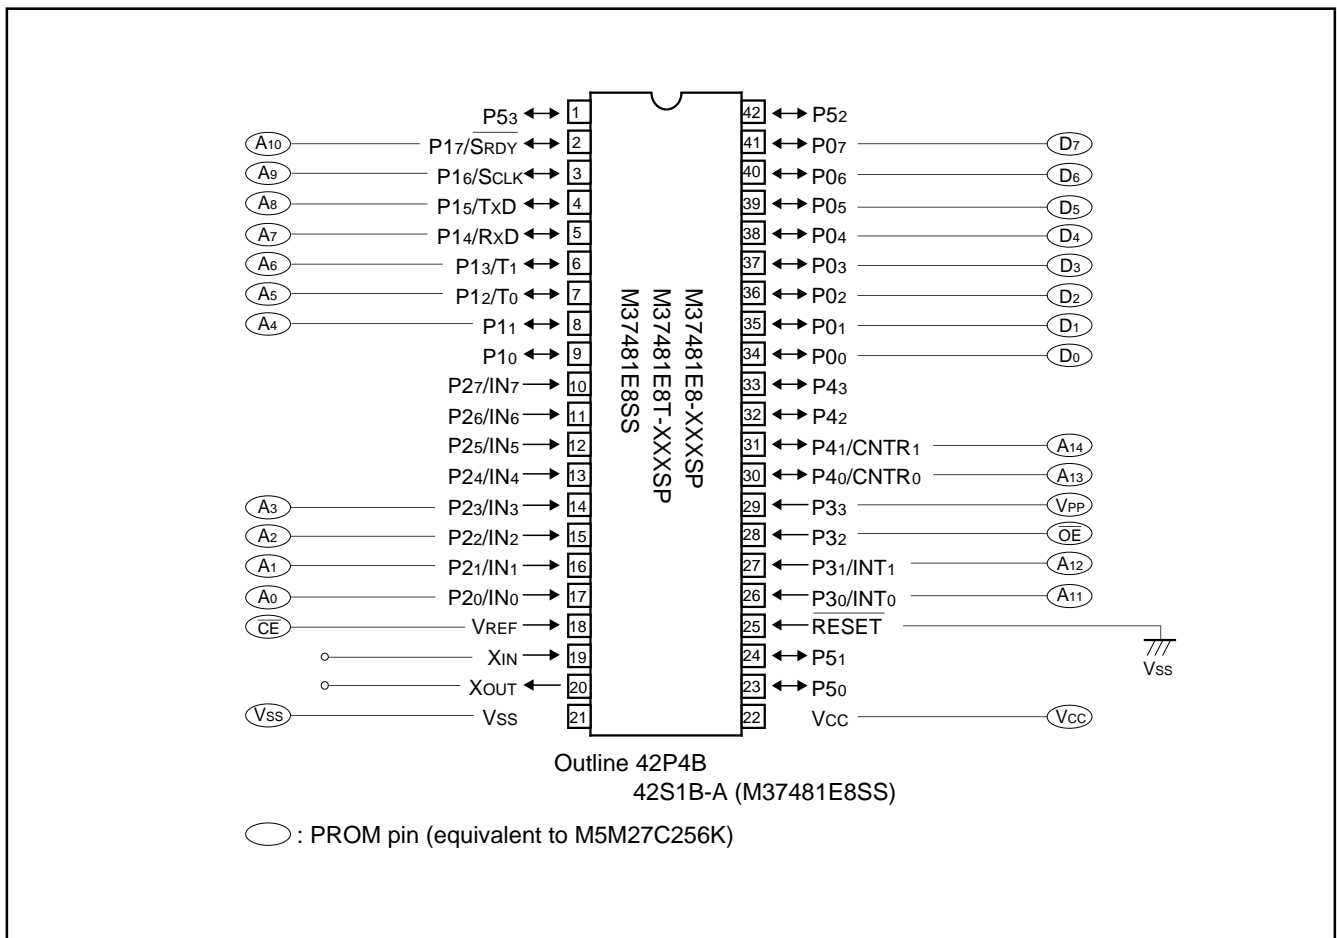 P53 1 42 P52
A10 P17/SRDY 2 41 P07 D7
A9 P16/SCLK 3 40 P06 D6
A8 P15/TXD 4 39 P05 D5
A7 P14/RXD 5 38 P04 D4
A6 P13/T1 6 37 P03 D3
A5 P12/T0 7 36 P02 D2
A4 P11 8 35 P01 D1
P10 9 34 P00 D0
P27/IN7 10 33 P43
P26/IN6 11 32 P42
P25/IN5 12 31 P41/CNTR1 A14
P24/IN4 13 30 P40/CNTR0 A13
A3 P23/IN3 14 29 P33 VPP
A2 P22/IN2 15 28 P32 OE
A1 P21/IN1 16 27 P31/INT1 A12
A0 P20/IN0 17 26 P30/INT0 A11
CE VREF 18 25 RESET
XIN 19 24 P51
VSS
XOUT 20 23 P50
VSS VSS 21 22 VCC VCC
M37481E8-XXXSP
M37481E8T-XXXSP
M37481E8SS
Outline 42P4B
42S1B-A (M37481E8SS)
: PROM pin (equivalent to M5M27C256K)